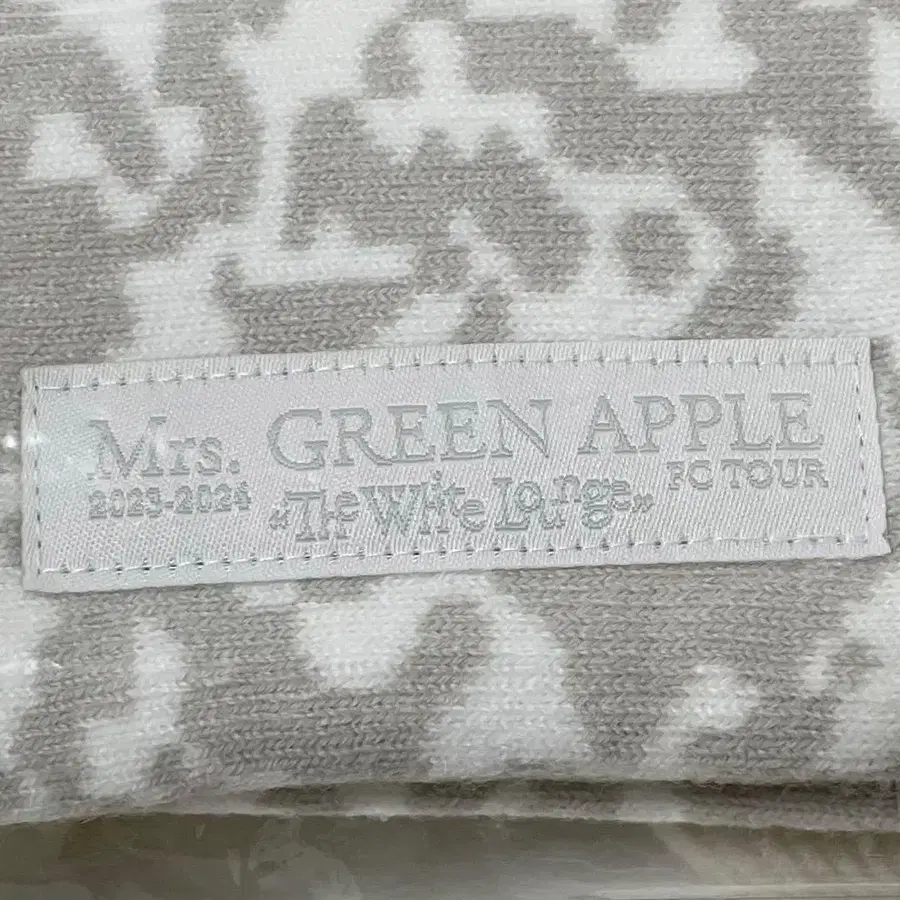 Mrs. GREEN APPLE
2023-2024 "The White Lounge" FC TOUR